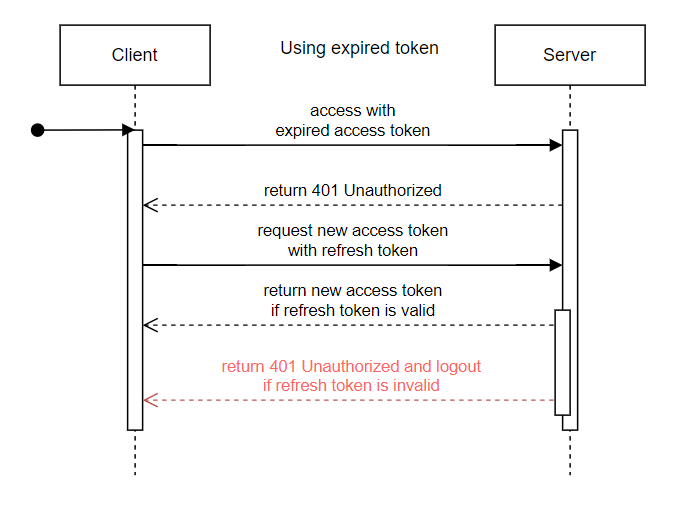 Client
Using expired token
Server
access with
expired access token
return 401 Unauthorized
request new access token
with refresh token
return new access token
if refresh token is valid
return 401 Unauthorized and logout
if refresh token is invalid